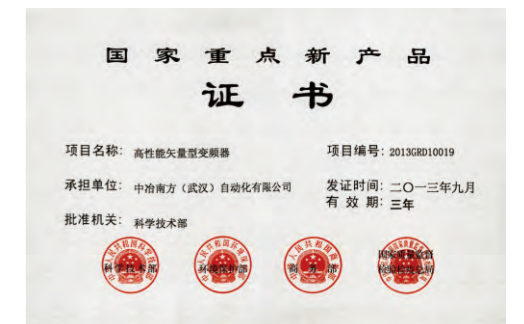 国家重点新产品
证书
项目名称：高性能矢量型变频器
项目编号：2013GRD10019
承担单位：中冶南方（武汉）自动化有限公司
发证时间：二〇一三年九月
有效期：三年
批准机关：科学技术部
科学技术部
环境保护部
商务部
国家质量监督
检验检疫总局